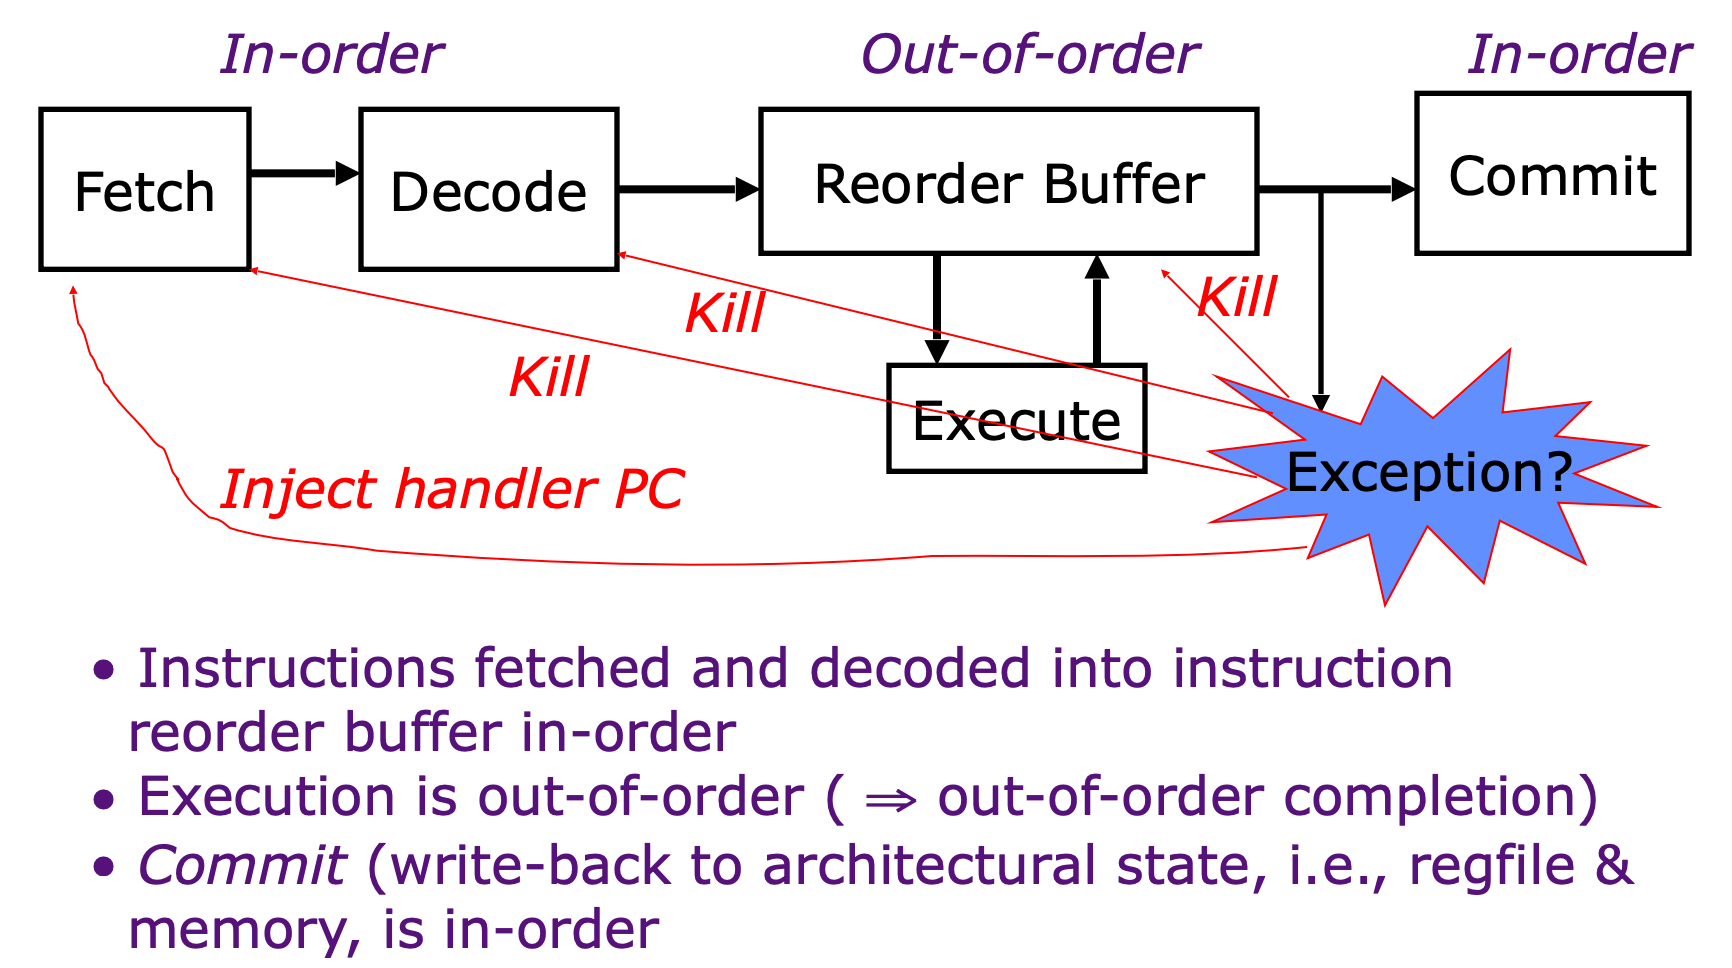 In-order
Out-of-order
In-order
Fetch
Decode
Reorder Buffer
Commit
Kill
Kill
Kill
Execute
Exception?
Inject handler PC
• Instructions fetched and decoded into instruction
reorder buffer in-order
• Execution is out-of-order ( ⇒ out-of-order completion)
• Commit (write-back to architectural state, i.e., regfile &
memory, is in-order